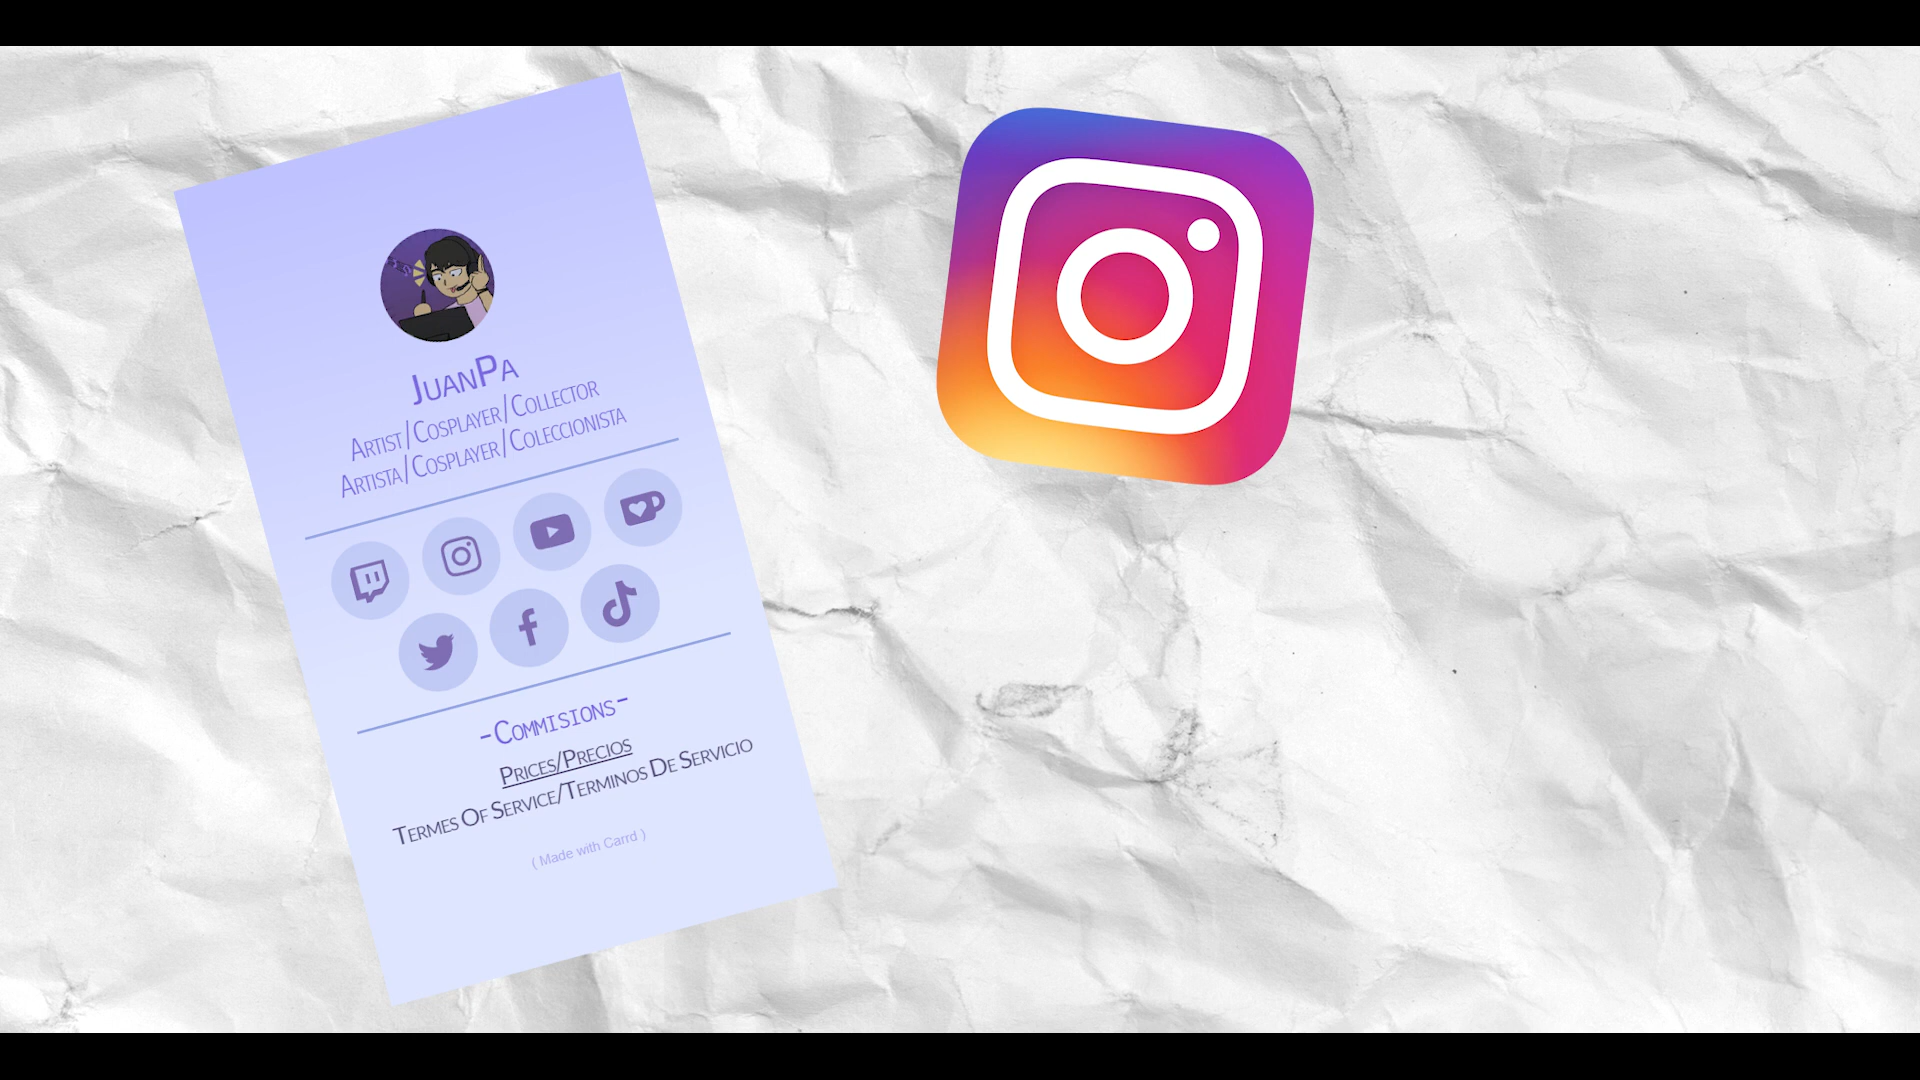 JuanPa
Artist/Cosplayer/Collector
Artista/Cosplayer/Coleccionista
-Commisions-
Prices/Precios
Termes Of Service/Terminos De Servicio
( Made with Carrd )